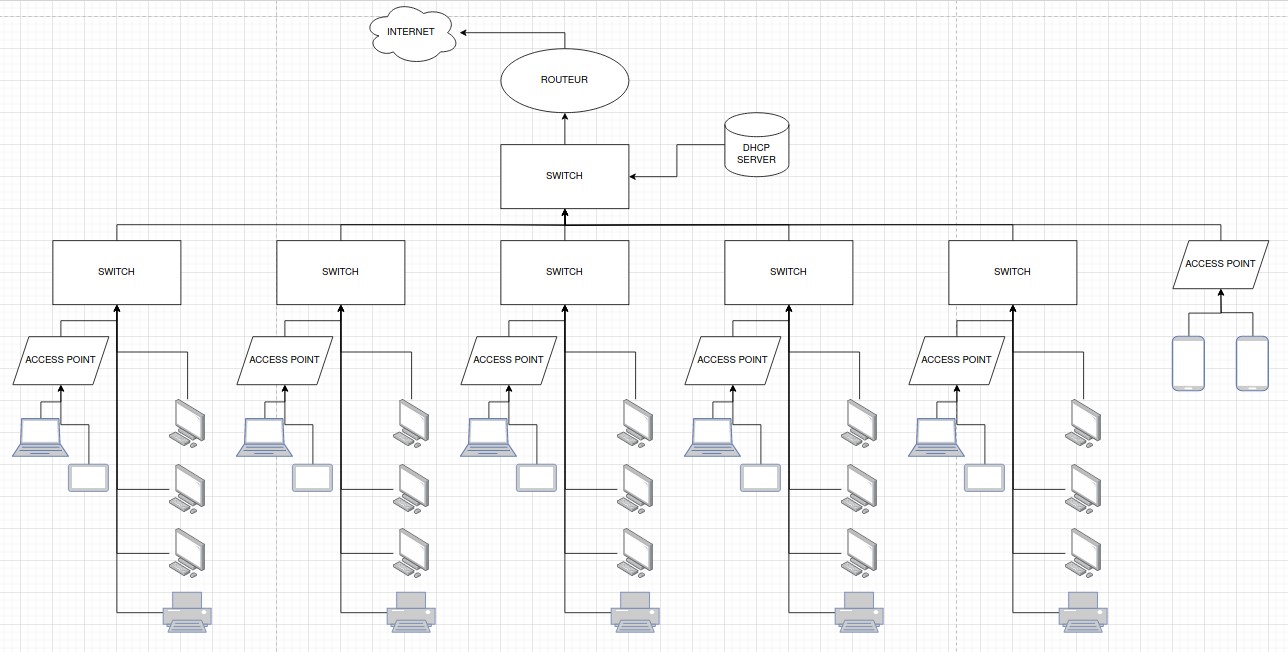 INTERNET
ROUTEUR
DHCP
SERVER
SWITCH
SWITCH
SWITCH
SWITCH
SWITCH
SWITCH
ACCESS POINT
ACCESS POINT
ACCESS POINT
ACCESS POINT
ACCESS POINT
ACCESS POINT